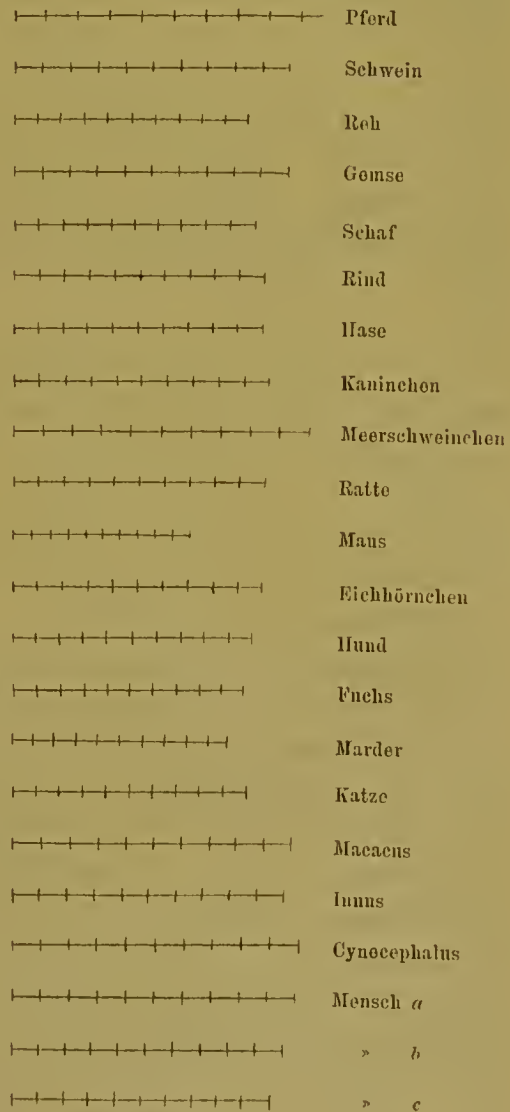 Pferd
Schwein
Reh
Gemse
Schaf
Rind
Hase
Kaninchen
Meerschweinchen
Ratte
Maus
Eichhörnchen
Hund
Fuchs
Marder
Katze
Macacus
Inuus
Cynocephalus
Mensch a
» b
» c